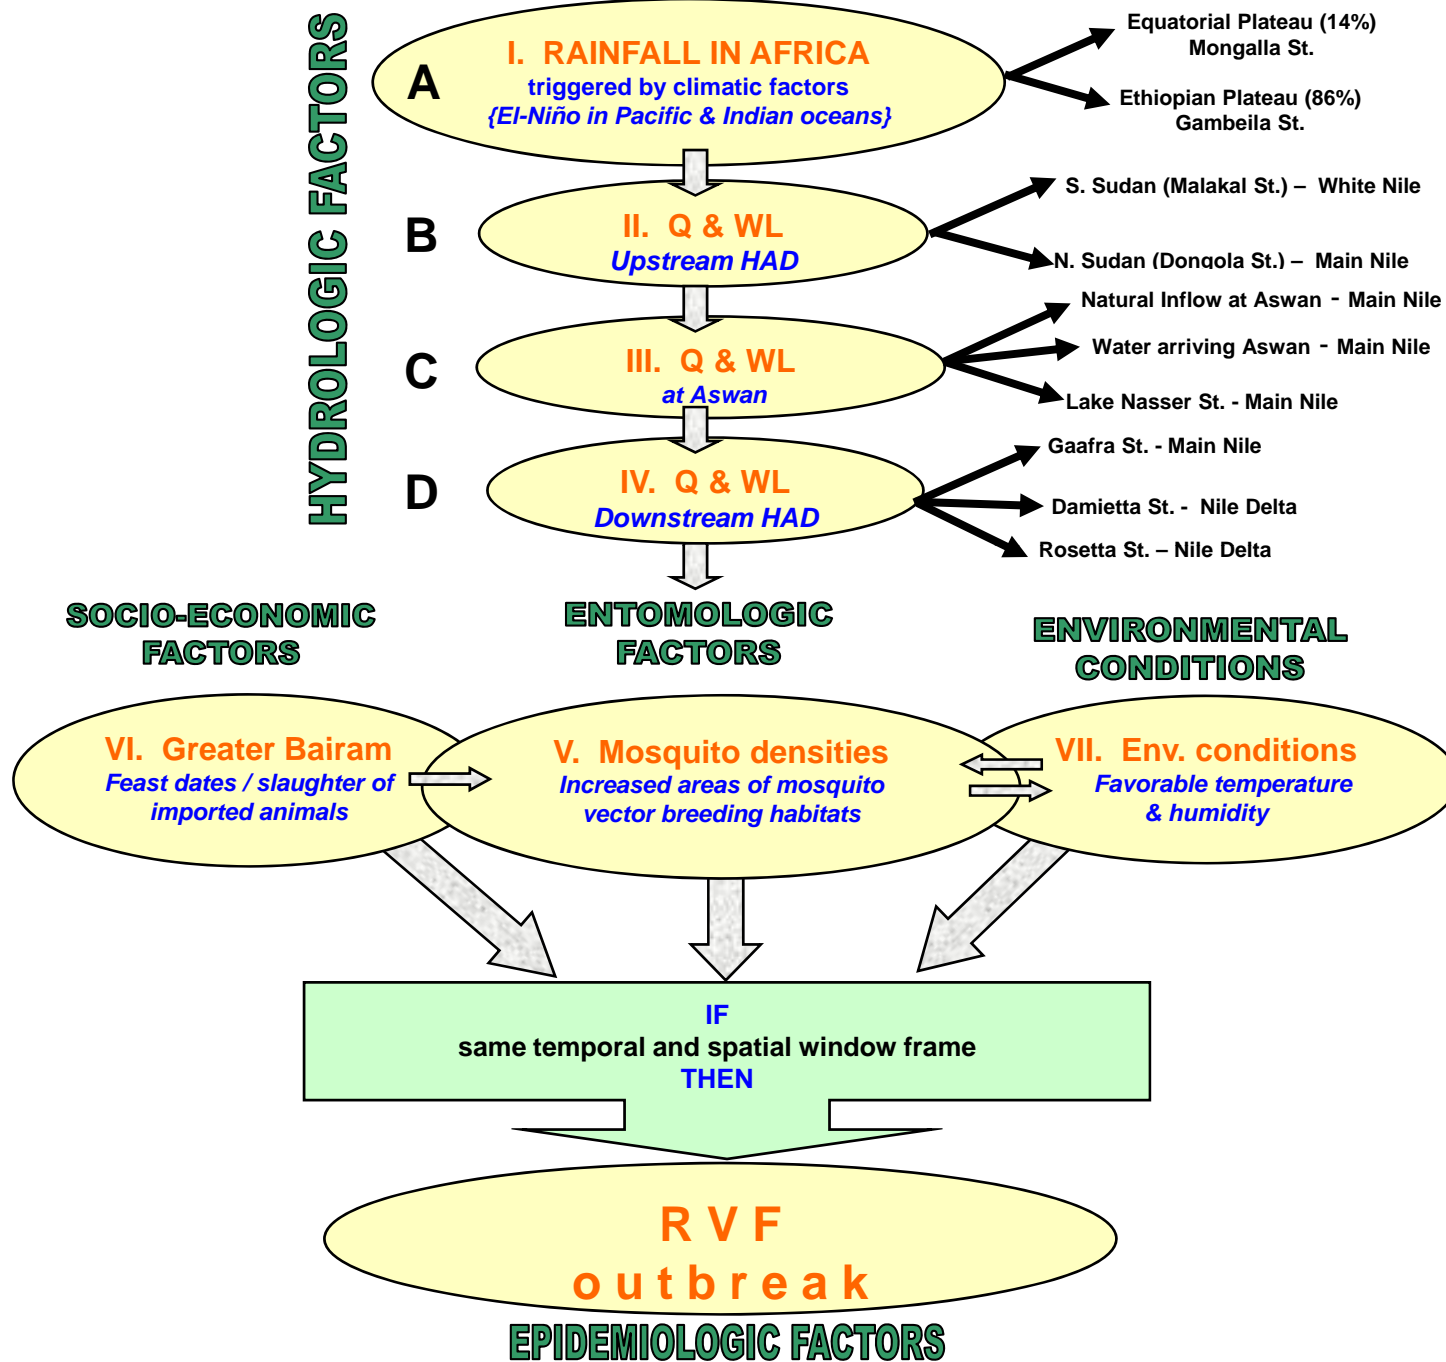 HYDROLOGIC FACTORS
A
I. RAINFALL IN AFRICA
triggered by climatic factors
{El-Niño in Pacific & Indian oceans}
Equatorial Plateau (14%)
Mongalla St.
Ethiopian Plateau (86%)
Gambeila St.
B
II. Q & WL
Upstream HAD
S. Sudan (Malakal St.) – White Nile
N. Sudan (Dongola St.) – Main Nile
C
III. Q & WL
at Aswan
Natural Inflow at Aswan - Main Nile
Water arriving Aswan - Main Nile
Lake Nasser St. - Main Nile
D
IV. Q & WL
Downstream HAD
Gaafra St. - Main Nile
Damietta St. - Nile Delta
Rosetta St. – Nile Delta
SOCIO-ECONOMIC
FACTORS
ENTOMOLOGIC
FACTORS
ENVIRONMENTAL
CONDITIONS
VI. Greater Bairam
Feast dates / slaughter of
imported animals
V. Mosquito densities
Increased areas of mosquito
vector breeding habitats
VII. Env. conditions
Favorable temperature
& humidity
IF
same temporal and spatial window frame
THEN
R V F
o u t b r e a k
EPIDEMIOLOGIC FACTORS